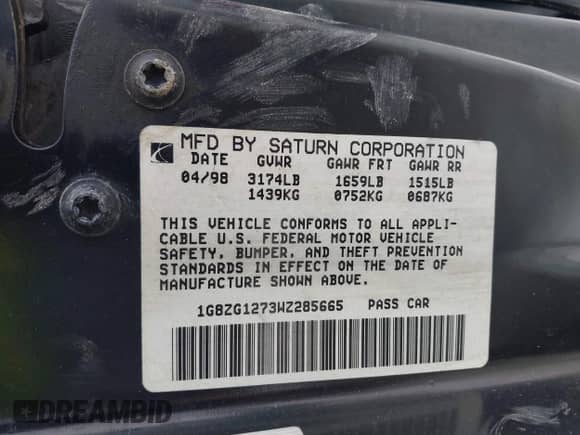 MFD BY SATURN CORPORATION
DATE GVWR GAWR FRT GAWR RR
04/98 3174LB 1659LB 1515LB
1439KG 0752KG 0687KG
THIS VEHICLE CONFORMS TO ALL APPLI-
CABLE U.S. FEDERAL MOTOR VEHICLE
SAFETY, BUMPER, AND THEFT PREVENTION
STANDARDS IN EFFECT ON THE DATE OF
MANUFACTURE SHOWN ABOVE.
1G8ZG1273WZ285665 PASS CAR
DREAMBID